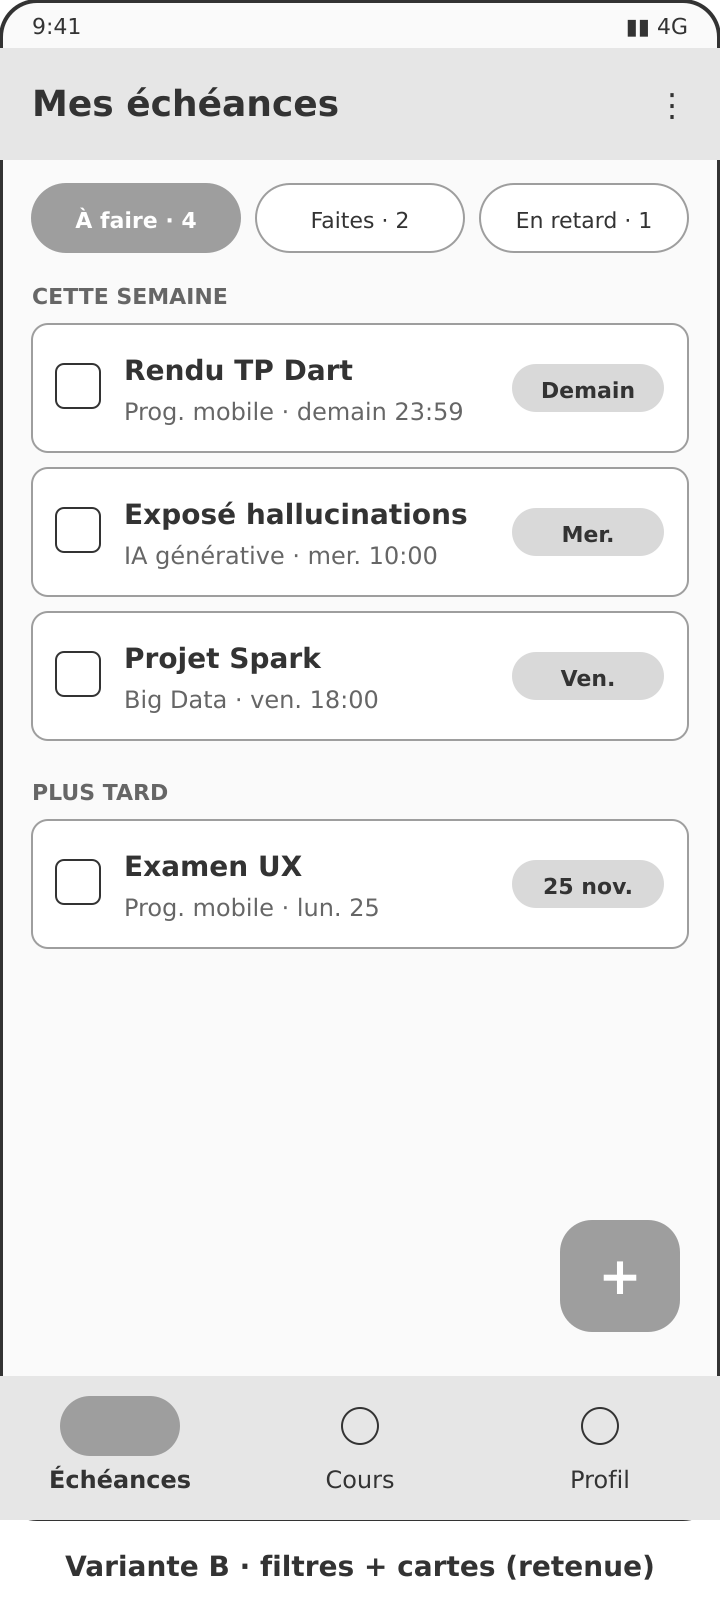 9:41 ▮▮ 4G
Mes échéances ⋮
À faire · 4 Faites · 2 En retard · 1
CETTE SEMAINE
Rendu TP Dart
Prog. mobile · demain 23:59
Demain
Exposé hallucinations
IA générative · mer. 10:00
Mer.
Projet Spark
Big Data · ven. 18:00
Ven.
PLUS TARD
Examen UX
Prog. mobile · lun. 25
25 nov.
+
Échéances Cours Profil
Variante B · filtres + cartes (retenue)